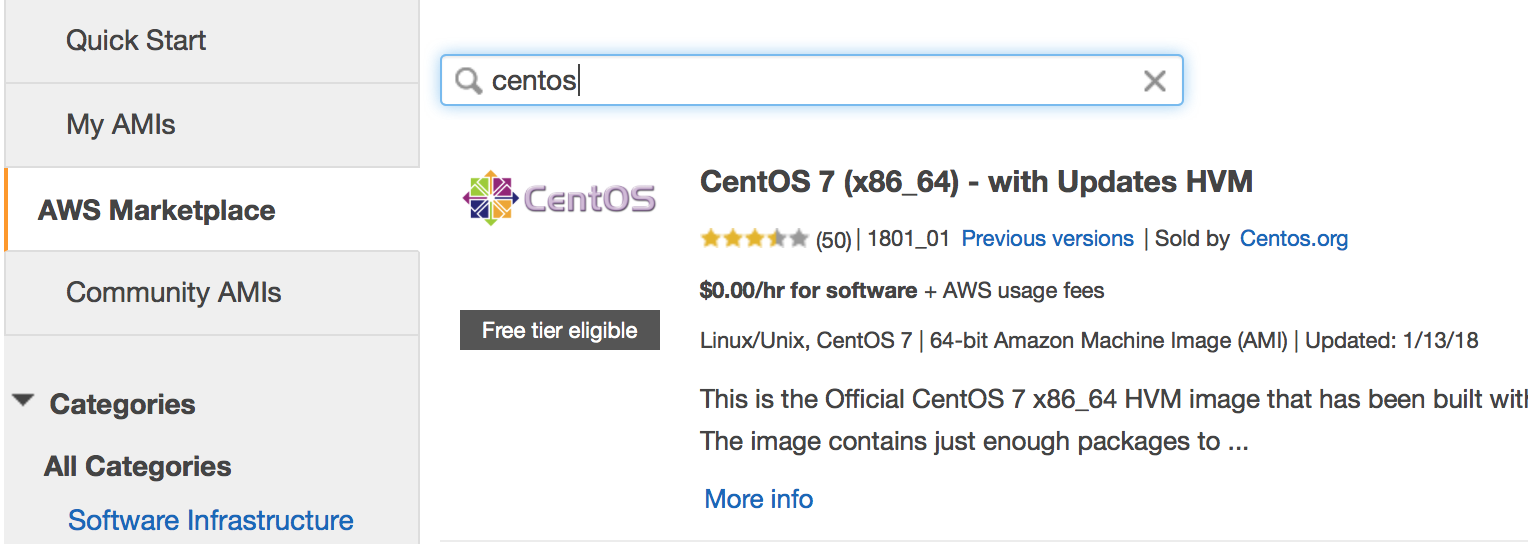 Quick Start
My AMIs
AWS Marketplace
Community AMIs
Categories
All Categories
Software Infrastructure
centos
CentOS
Free tier eligible
CentOS 7 (x86_64) - with Updates HVM
(50) | 1801_01 Previous versions | Sold by Centos.org
$0.00/hr for software + AWS usage fees
Linux/Unix, CentOS 7 | 64-bit Amazon Machine Image (AMI) | Updated: 1/13/18
This is the Official CentOS 7 x86_64 HVM image that has been built with
The image contains just enough packages to ...
More info